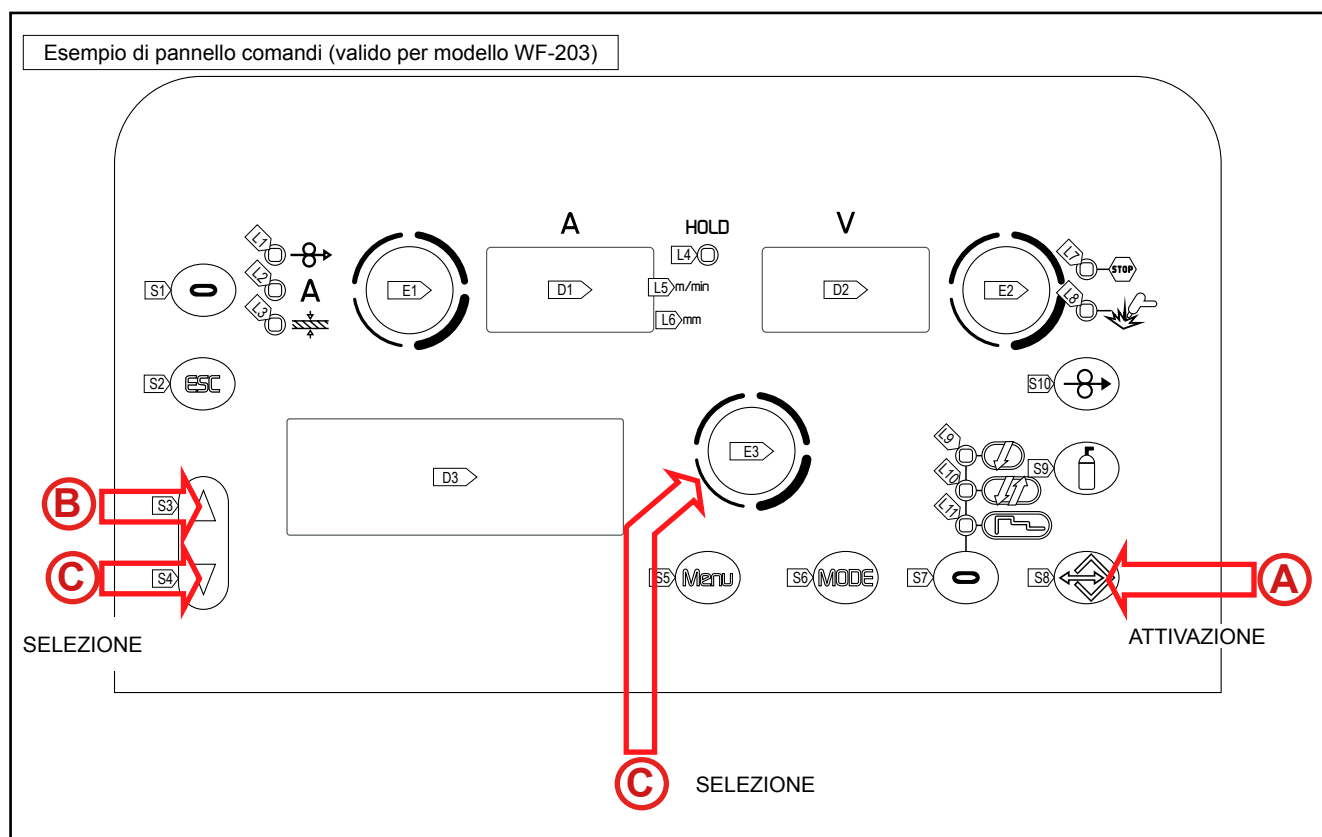 Esempio di pannello comandi (valido per modello WF-203)
A
HOLD
V
L1
L4
L7
STOP
L2
S1
A
E1
D1
L5 m/min
D2
E2
L8
L3
L6 mm
S2 ESC
S10
L9
E3
D3
L10
S9
B
S3
L11
C
S4
S5 Menu
S6 MODE
S7
S8
A
SELEZIONE
ATTIVAZIONE
C
SELEZIONE